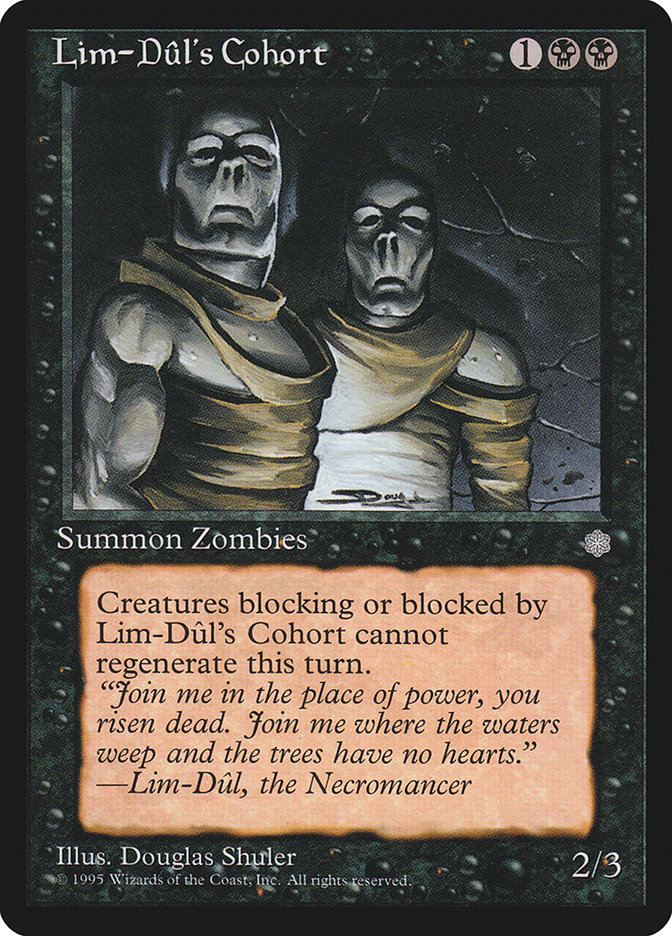 Lim-Dûl's Cohort 1
Doug
Summon Zombies
Creatures blocking or blocked by
Lim-Dûl's Cohort cannot
regenerate this turn.
“Join me in the place of power, you
risen dead. Join me where the waters
weep and the trees have no hearts.”
—Lim-Dûl, the Necromancer
Illus. Douglas Shuler
2/3
© 1995 Wizards of the Coast, Inc. All rights reserved.